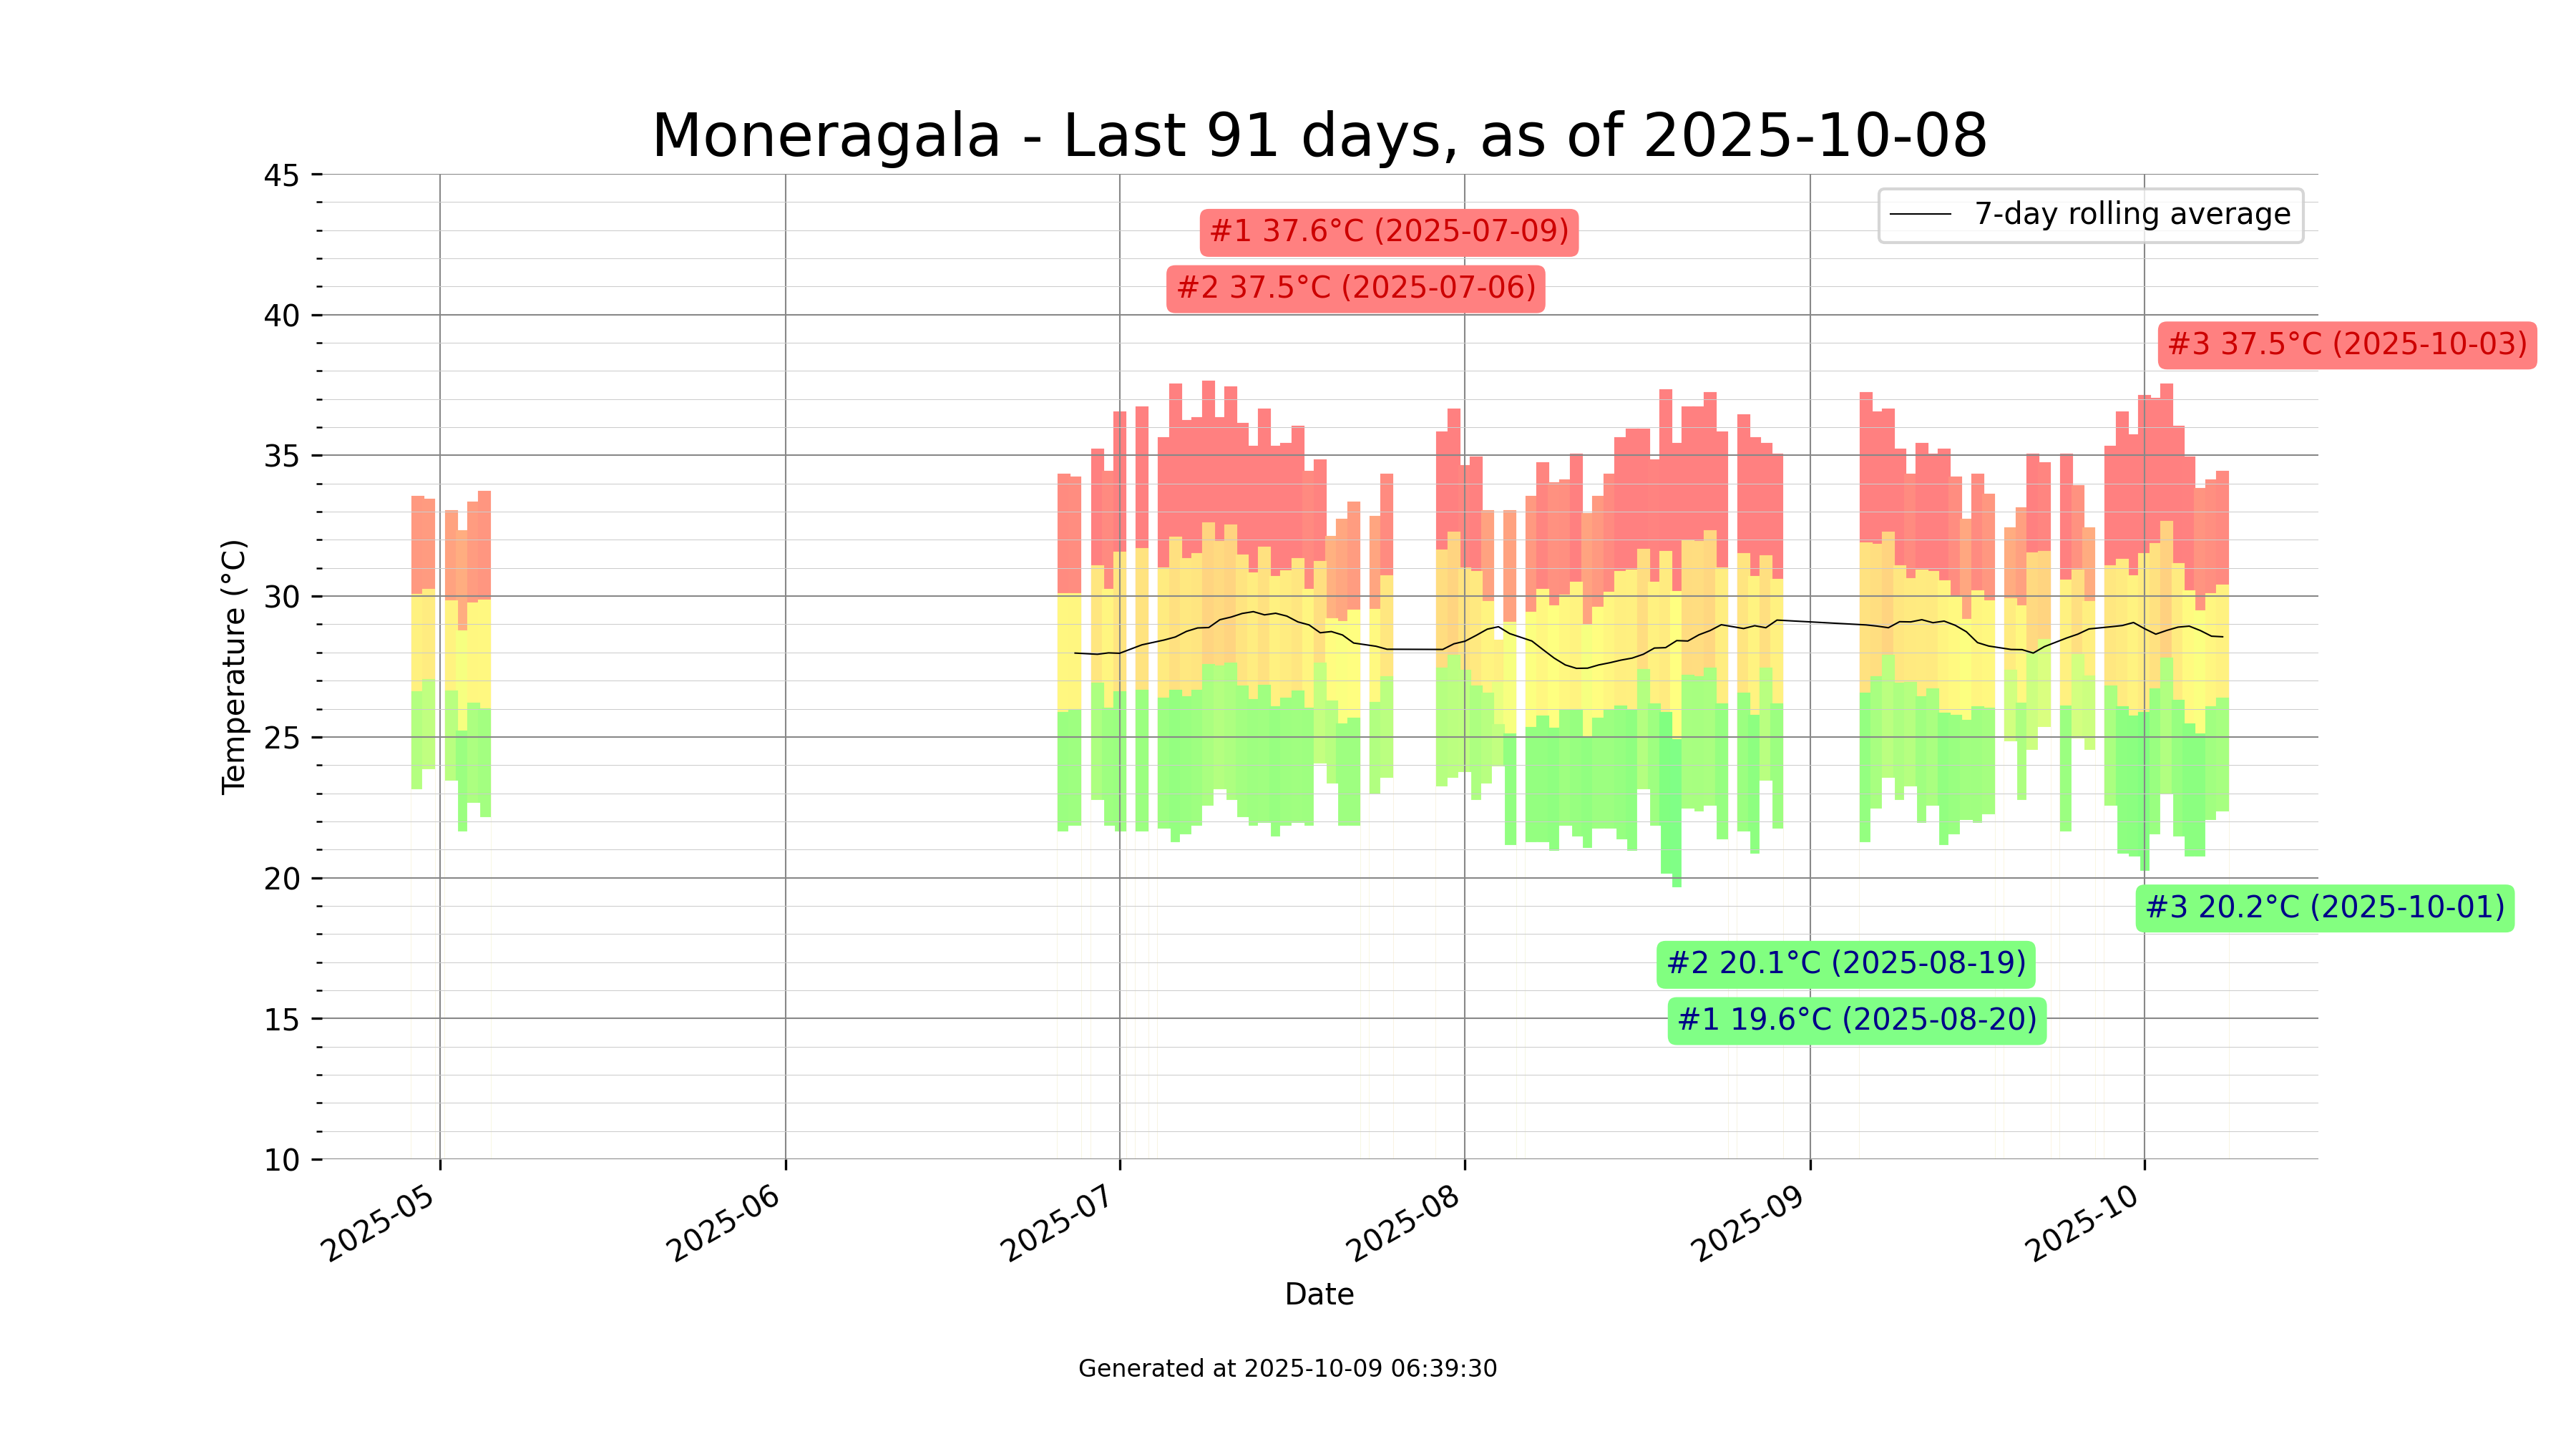 Moneragala - Last 91 days, as of 2025-10-08
45
40
35
30
25
20
15
10
Temperature (°C)
7-day rolling average
#1 37.6°C (2025-07-09)
#2 37.5°C (2025-07-06)
#3 37.5°C (2025-10-03)
#3 20.2°C (2025-10-01)
#2 20.1°C (2025-08-19)
#1 19.6°C (2025-08-20)
2025-05
2025-06
2025-07
2025-08
2025-09
2025-10
Date
Generated at 2025-10-09 06:39:30